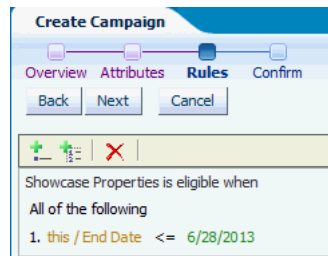 Create Campaign
Overview Attributes Rules Confirm
Back Next Cancel
Showcase Properties is eligible when
All of the following
1. this / End Date <= 6/28/2013